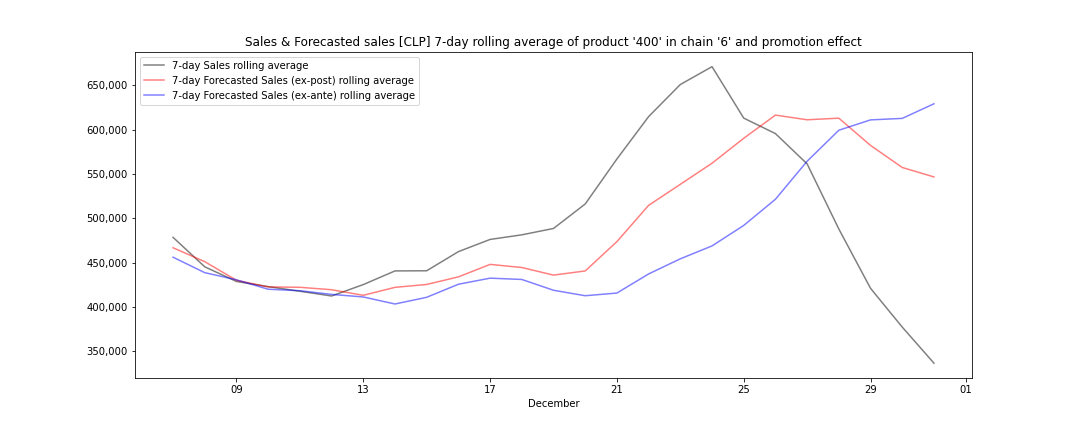 Sales & Forecasted sales [CLP] 7-day rolling average of product '400' in chain '6' and promotion effect
7-day Sales rolling average
7-day Forecasted Sales (ex-post) rolling average
7-day Forecasted Sales (ex-ante) rolling average
650,000
600,000
550,000
500,000
450,000
400,000
350,000
09 13 17 21 25 29 01
December